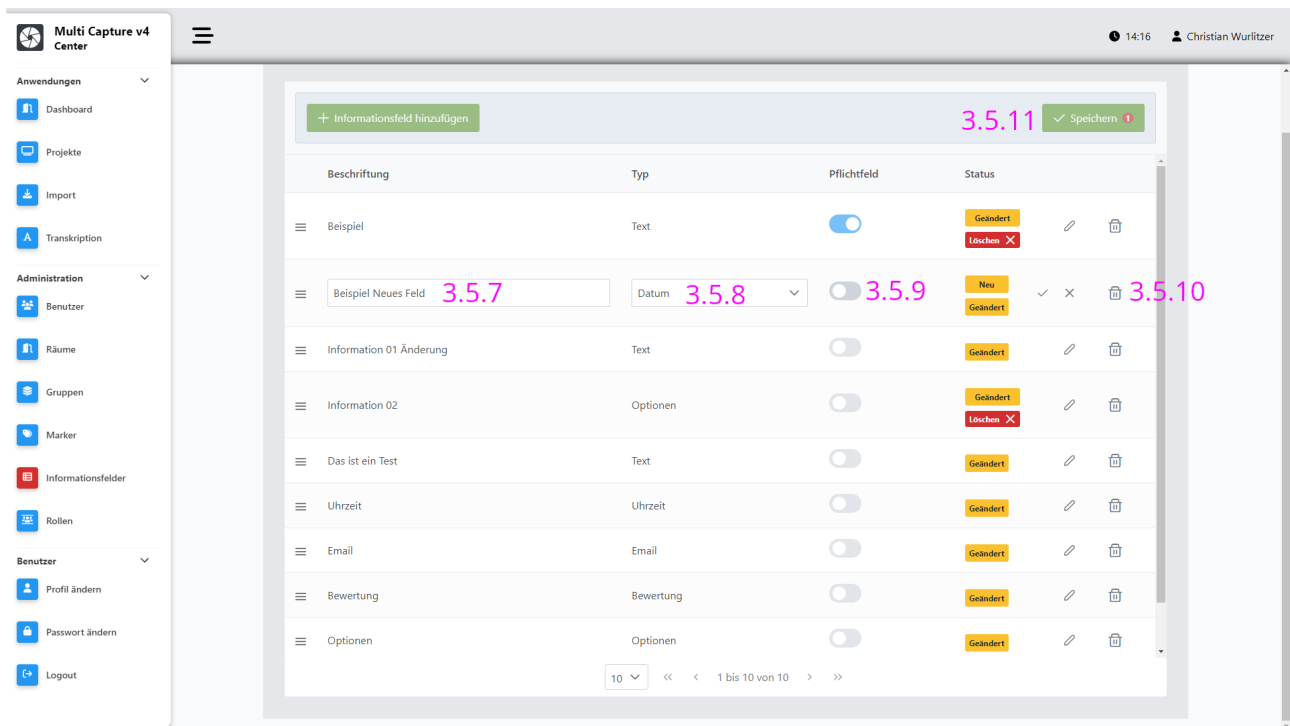 Multi Capture v4
Center
14:16 Christian Wurlitzer
Anwendungen
Dashboard
Projekte
Import
A Transkription
Administration
Benutzer
Räume
Gruppen
Marker
Informationsfelder
Rollen
Benutzer
Profil ändern
Passwort ändern
Logout
+ Informationsfeld hinzufügen 3.5.11 Speichern 1
Beschriftung Typ Pflichtfeld Status
Beispiel Text Geändert
Löschen
Beispiel Neues Feld 3.5.7 Datum 3.5.8 3.5.9 Neu 3.5.10
Geändert
Information 01 Änderung Text Geändert
Information 02 Optionen Geändert
Löschen
Das ist ein Test Text Geändert
Uhrzeit Uhrzeit Geändert
Email Email Geändert
Bewertung Bewertung Geändert
Optionen Optionen Geändert
10 << < 1 bis 10 von 10 > >>